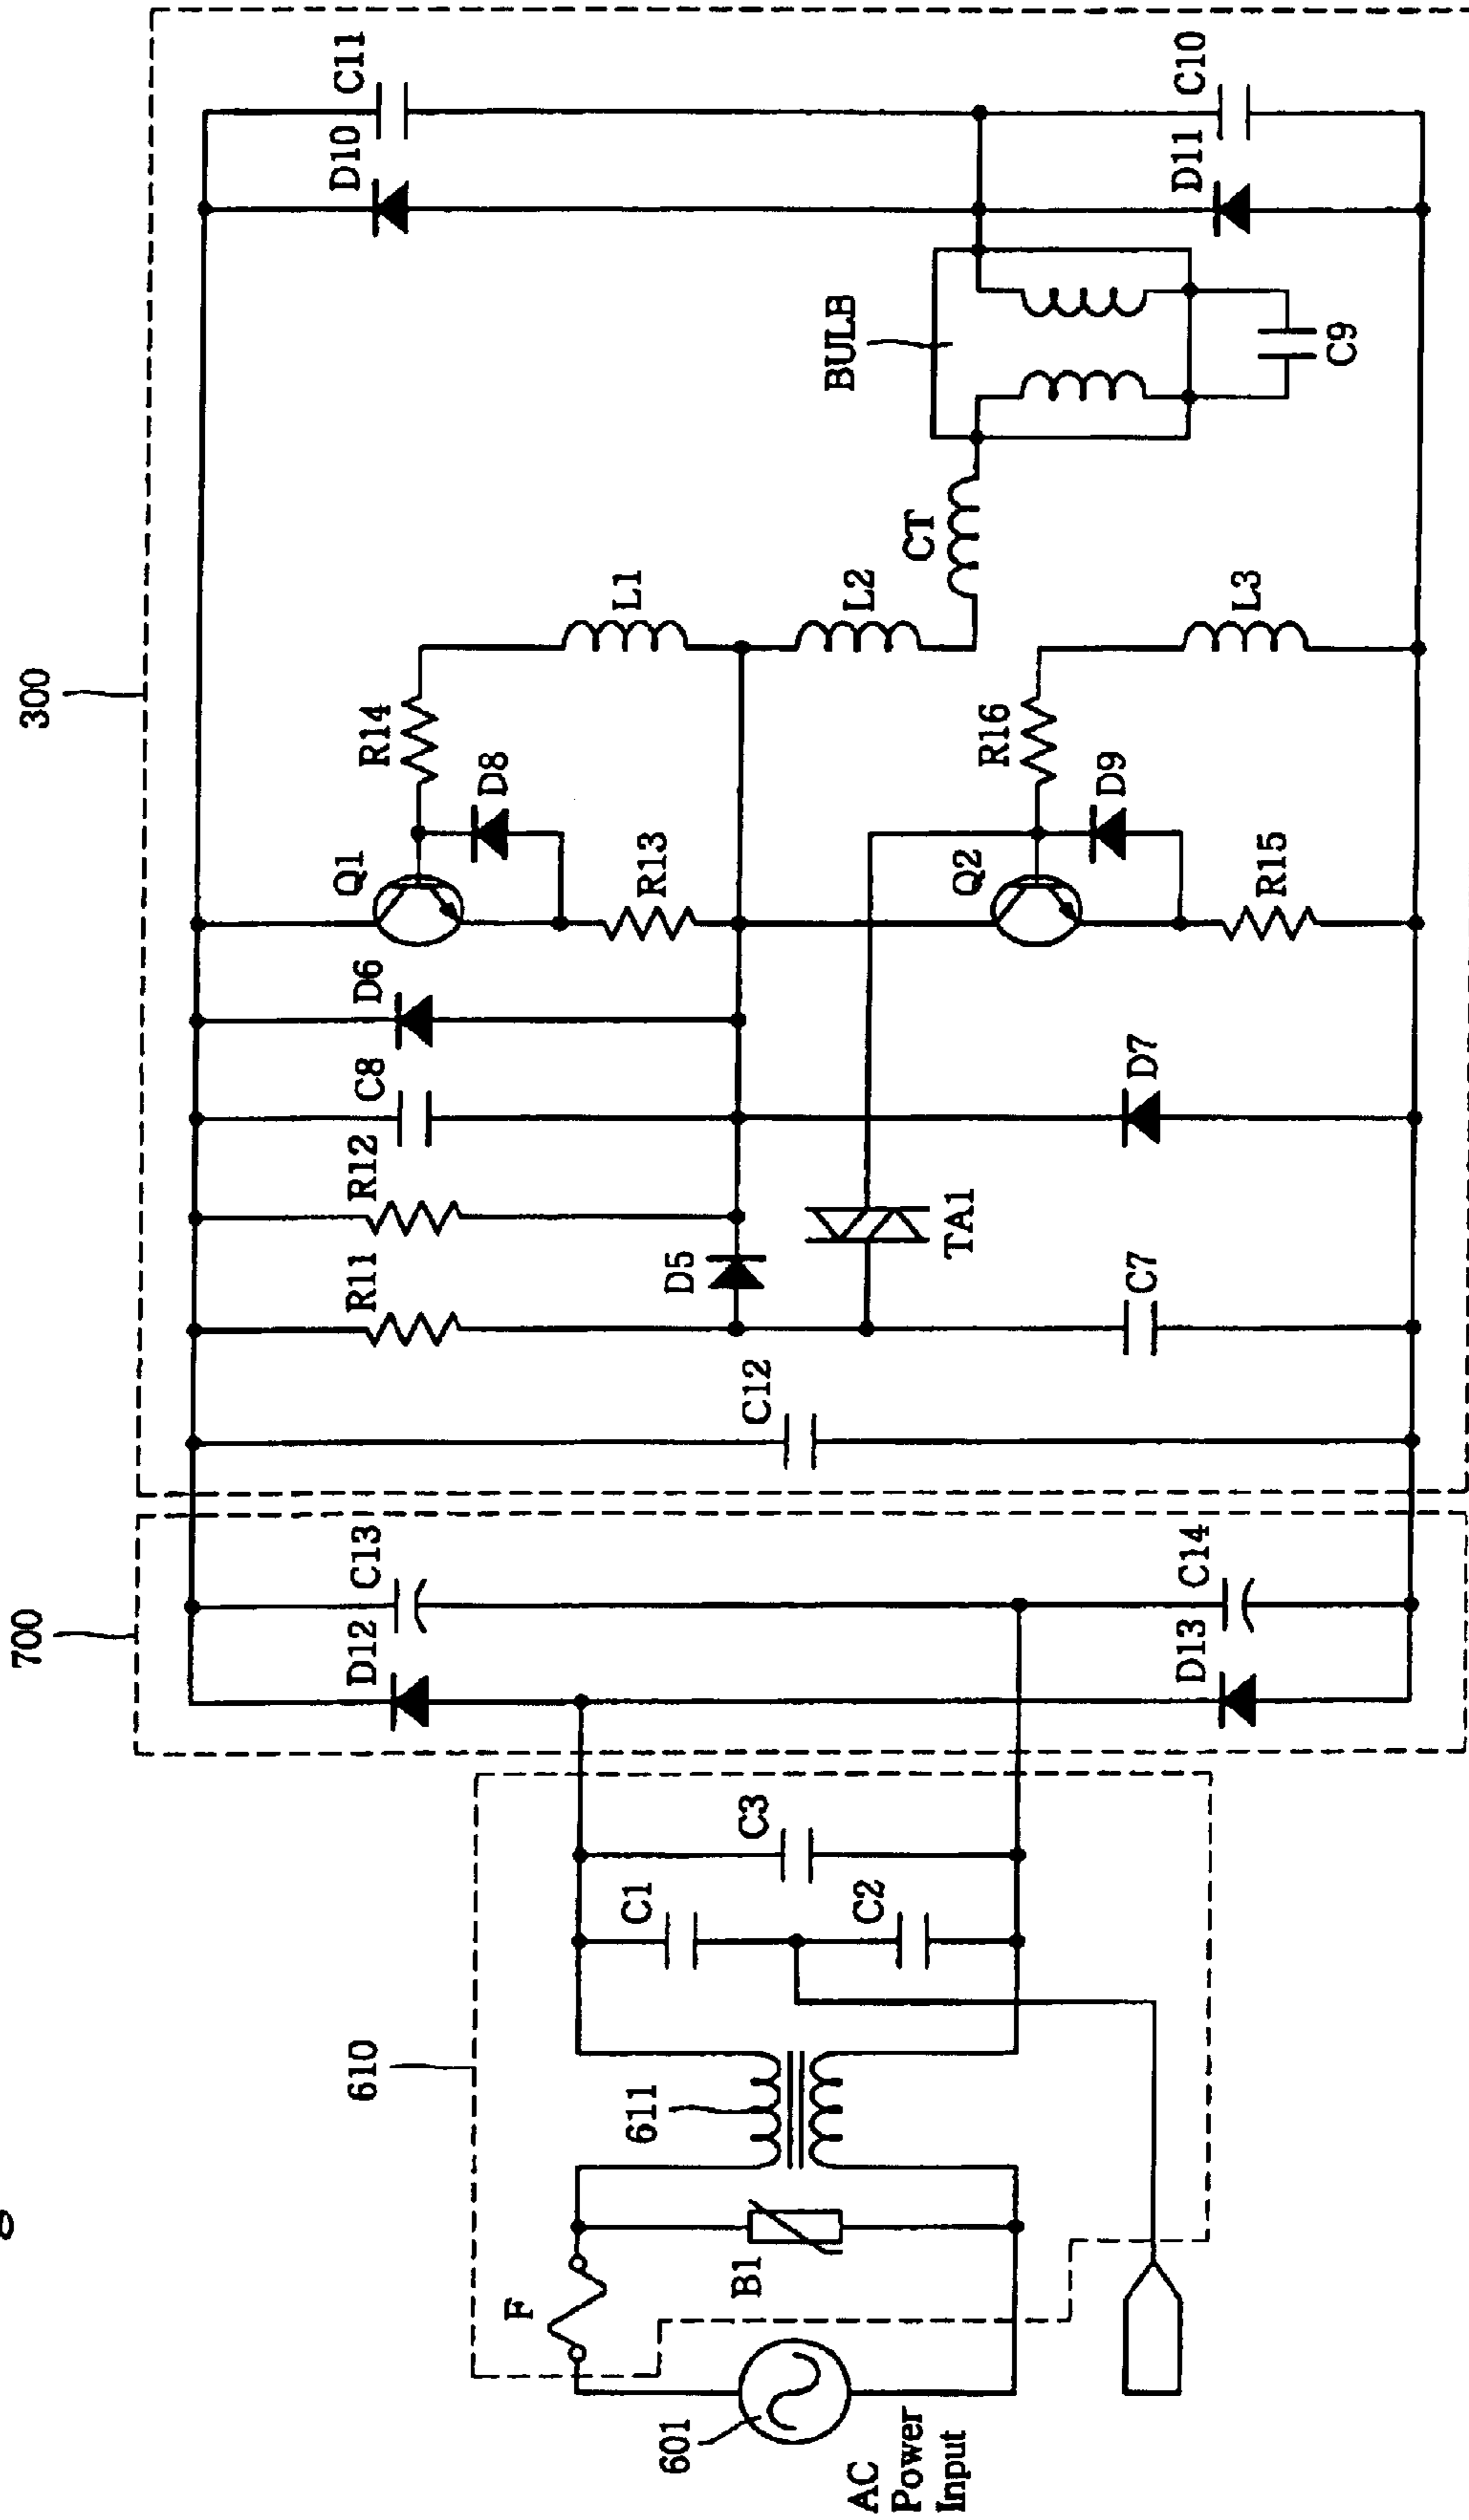 300
700
610
611
601
AC
Power
Input
F
B1
C1
C2
C3
D12
C13
D13
C14
C12
R11
R12
C8
D6
D5
TA1
C7
D7
Q1
R14
D8
R13
L1
L2
CT
Q2
R16
D9
R15
L3
BULB
C9
D10
C11
D11
C10